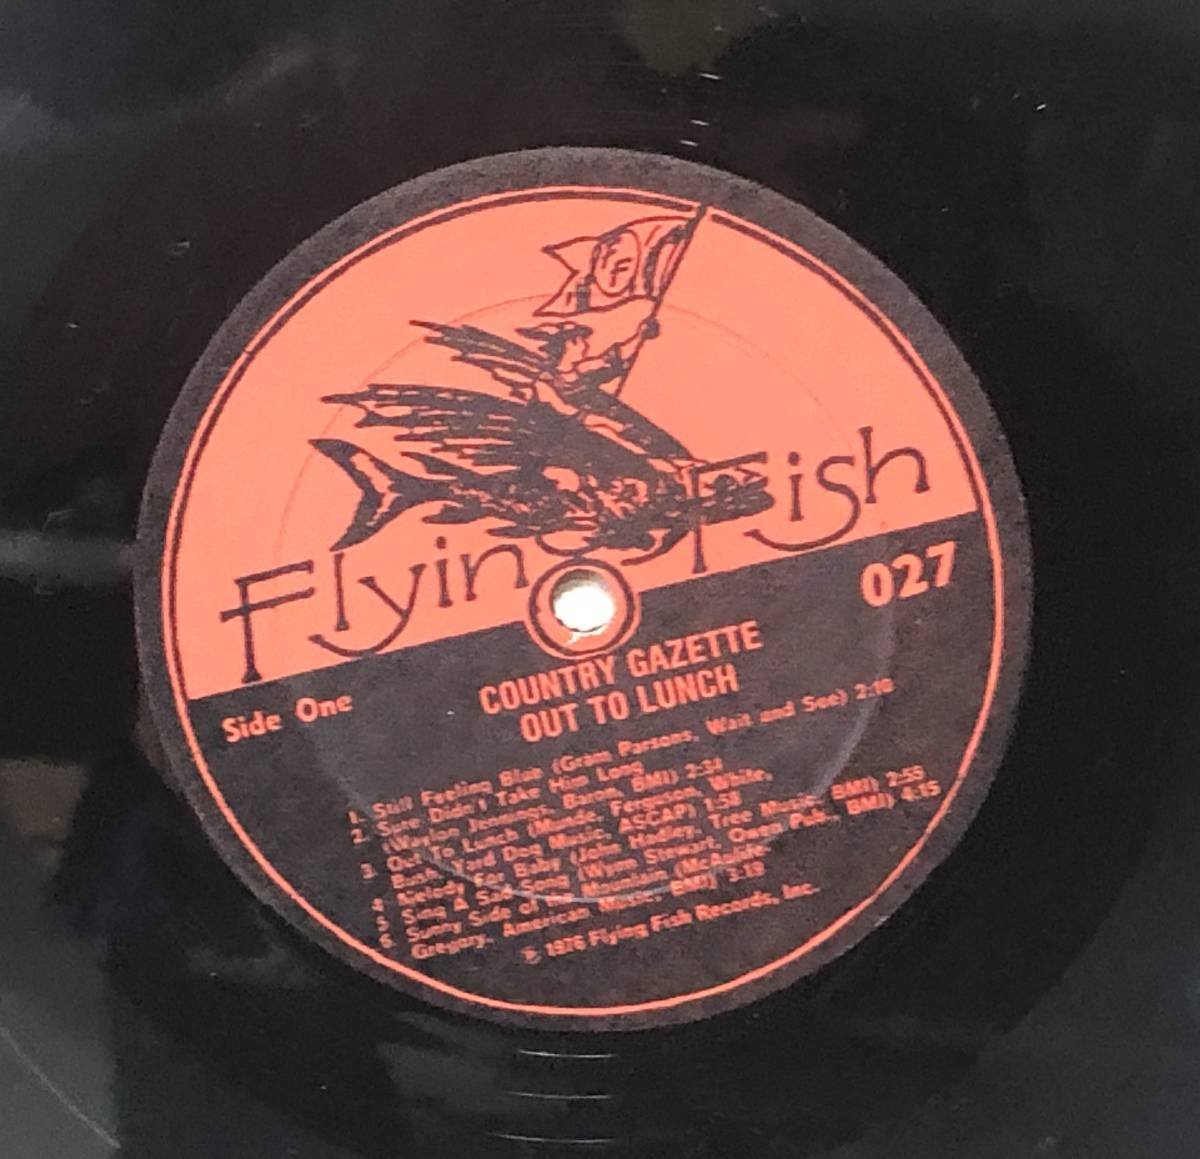 F
Flying Fish
027
COUNTRY GAZETTE
OUT TO LUNCH
Side One
1. Still Feeling Blue (Gram Parsons, Wait and See) 2:10
2. Sure Didn't Take Him Long
(Waylon Jennings, Baron, BMI) 2:34
3. Out To Lunch (Munde, Ferguson, White,
Bush, Yard Dog Music, ASCAP) 1:58
4. Melody For Baby (John Hadley, Tree Music, BMI) 2:55
5. Sing A Sad Song (Wynn Stewart, Owen Pub., BMI) 4:15
6. Sunny Side of the Mountain (McAuliffe,
Gregory, American Music, BMI) 3:19
℗ 1976 Flying Fish Records, Inc.